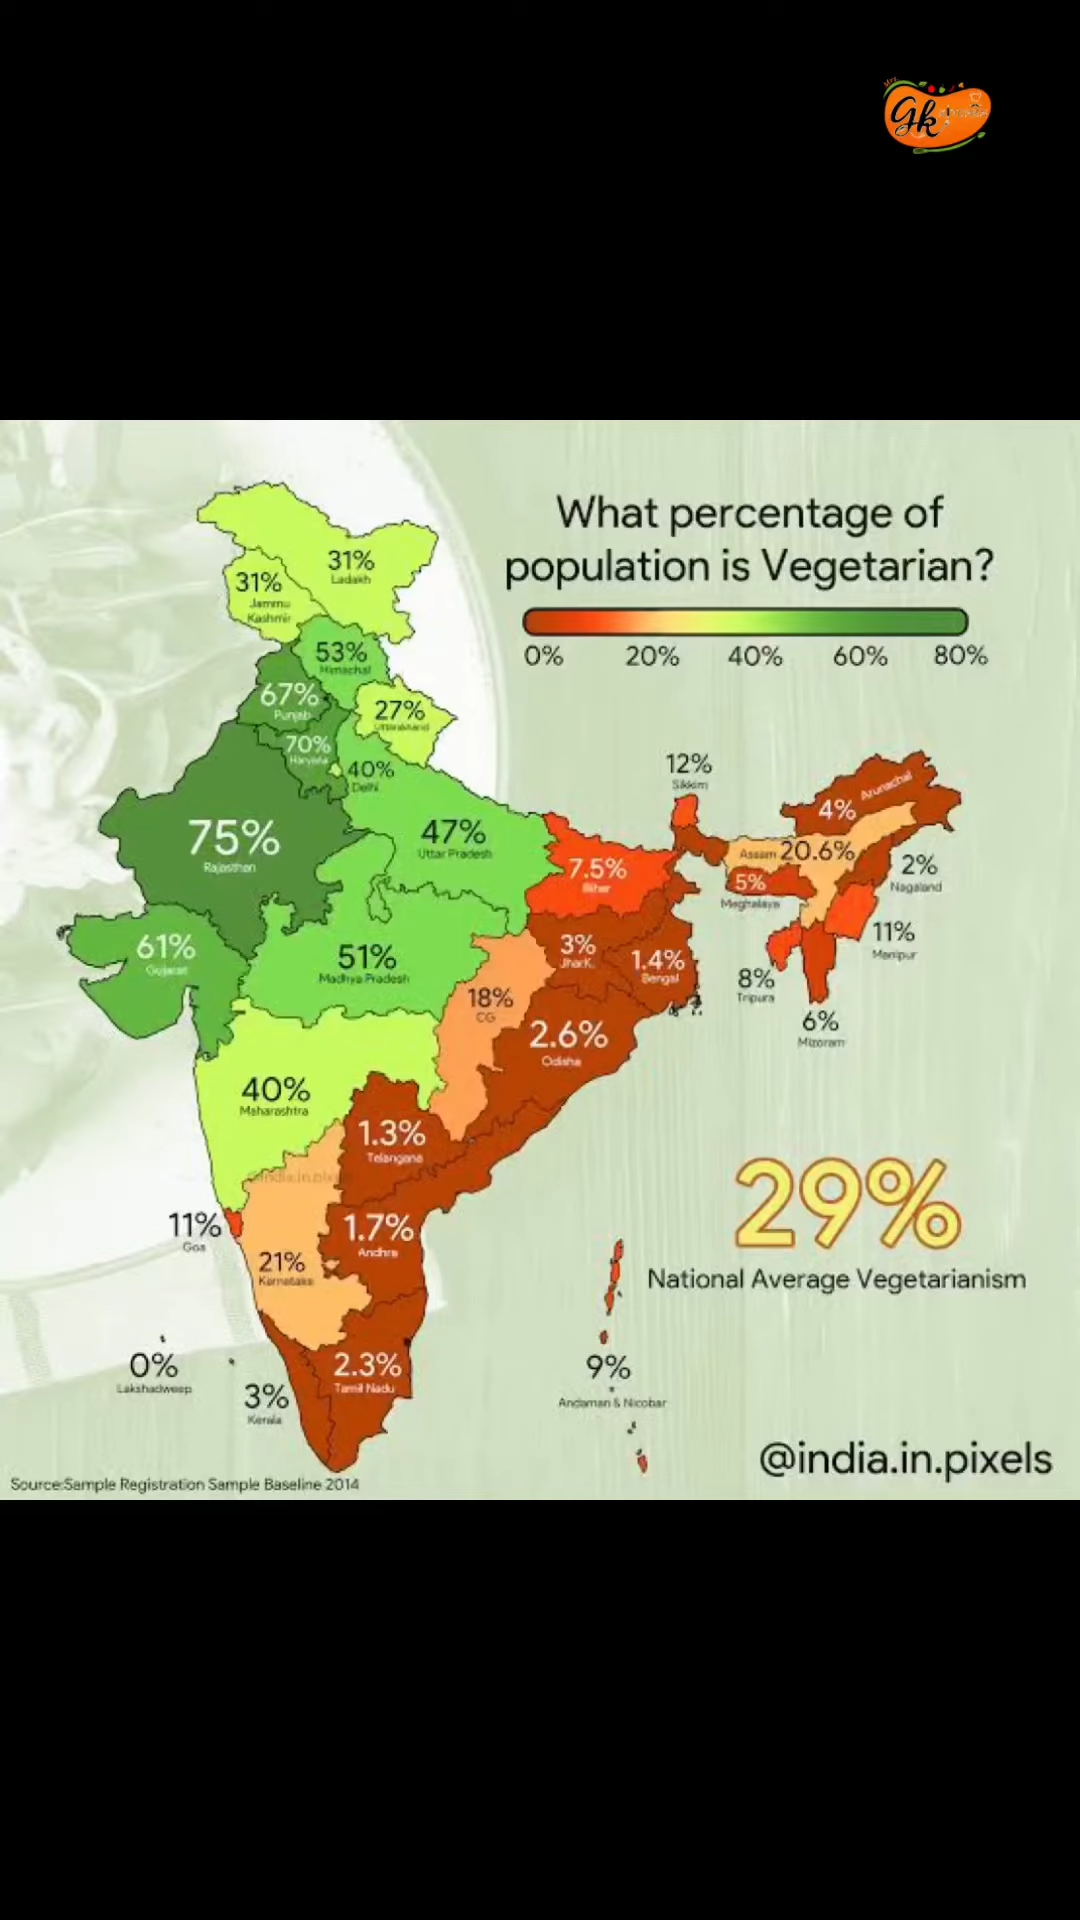 Gk
What percentage of
population is Vegetarian?
0% 20% 40% 60% 80%
31%
Ladakh
31%
Jammu
Kashmir
53%
Himachal
67%
Punjab
27%
Uttarakhand
70%
Haryana
40%
Delhi
75%
Rajasthan
47%
Uttar Pradesh
12%
Sikkim
4% Arunachal
7.5%
Bihar
Assam 20.6%
2%
Nagaland
5%
Meghalaya
61%
Gujarat
51%
Madhya Pradesh
3%
Jhark.
1.4%
Bengal
11%
Manipur
8%
Tripura
18%
CG
2.6%
Odisha
6%
Mizoram
40%
Maharashtra
1.3%
Telangana
@india.in.pixels
29%
National Average Vegetarianism
11%
Goa
21%
Karnataka
1.7%
Andhra
0%
Lakshadweep
3%
Kerala
2.3%
Tamil Nadu
9%
Andaman & Nicobar
@india.in.pixels
Source:Sample Registration Sample Baseline 2014